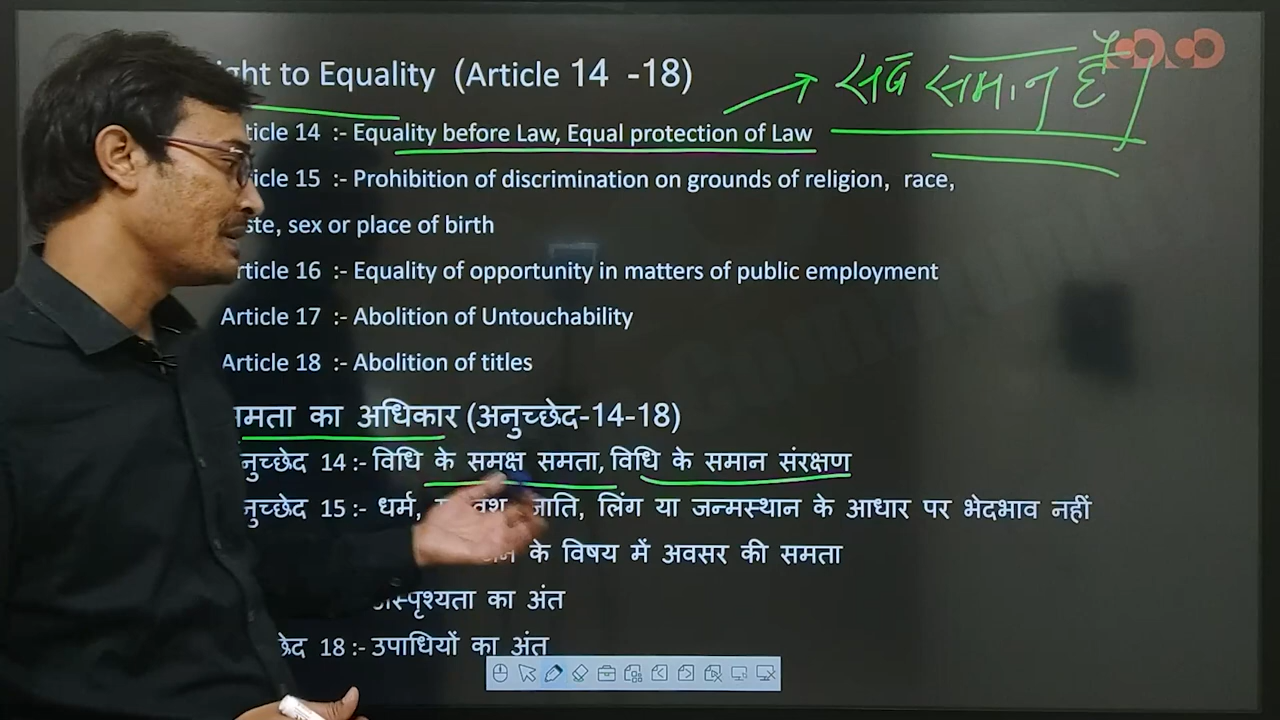 ght to Equality (Article 14 -18)
सब समान है
ticle 14 :- Equality before Law, Equal protection of Law
icle 15 :- Prohibition of discrimination on grounds of religion, race,
ste, sex or place of birth
rticle 16 :- Equality of opportunity in matters of public employment
Article 17 :- Abolition of Untouchability
Article 18 :- Abolition of titles
मता का अधिकार (अनुच्छेद-14-18)
नुच्छेद 14 :- विधि के समक्ष समता, विधि के समान संरक्षण
नुच्छेद 15 :- धर्म, जाति, लिंग या जन्मस्थान के आधार पर भेदभाव नहीं
के विषय में अवसर की समता
अस्पृश्यता का अंत
छेद 18 :- उपाधियों का अंत